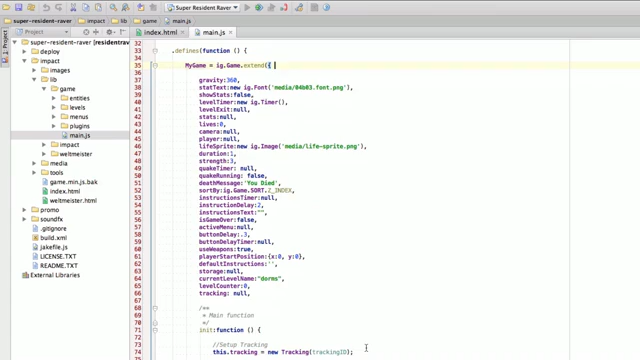 Super Resident Raver
super-resident-raver impact lib game main.js
1: Project
super-resident-raver (residentraver
deploy
impact
images
lib
game
entities
levels
menus
plugins
main.js
impact
weltmeister
media
tools
game.min.js.bak
index.html
weltmeister.html
promo
soundfx
.gitignore
build.xml
jakefile.js
LICENSE.TXT
README.TXT
External Libraries
index.html
main.js
32
33 .defines(function () {
34
35 MyGame = ig.Game.extend({
36
37 gravity:360,
38 statText:new ig.Font('media/04b03.font.png'),
39 showStats:false,
40 levelTimer:new ig.Timer(),
41 levelExit:null,
42 stats:null,
43 lives:0,
44 camera:null,
45 player:null,
46 lifeSprite:new ig.Image('media/life-sprite.png'),
47 duration:1,
48 strength:3,
49 quakeTimer: null,
50 quakeRunning: false,
51 deathMessage:'You Died',
52 sortBy:ig.Game.SORT.Z_INDEX,
53 instructionsTimer:null,
54 instructionDelay:2,
55 instructionsText:"",
56 isGameOver:false,
57 activeMenu:null,
58 buttonDelay:.3,
59 buttonDelayTimer:null,
60 useWeapons:true,
61 playerStartPosition:{x:0, y:0},
62 defaultInstructions:'',
63 storage:null,
64 currentLevelName:"dorms",
65 levelCounter:0,
66 tracking: null,
67
68 /**
69 * Main function
70 */
71 init:function () {
72
73 //Setup Tracking
74 this.tracking = new Tracking(trackingID);